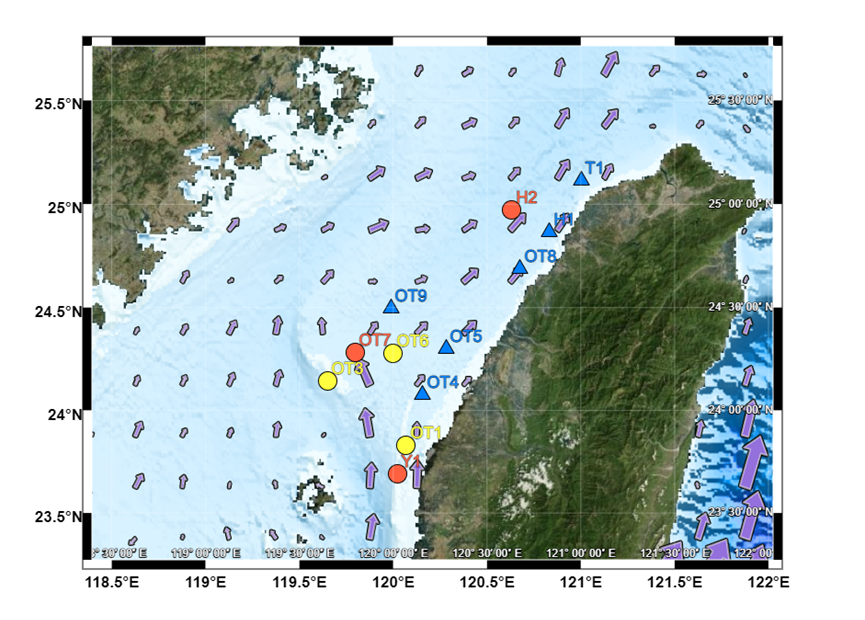 25.5°N
25° 00' 00" N
25°N
24.5°N
24°N
23.5°N
25° 30' 00" N
24° 30' 00" N
24° 00' 00" N
23° 30' 00" N
T1
H2
H1
OT8
OT9
OT7
OT6
OT5
OT3
OT4
OT1
Y1
119° 00' 00" E
119° 30' 00" E
120° 00' 00" E
120° 30' 00" E
121° 00' 00" E
121° 30' 00" E
118.5°E
119°E
119.5°E
120°E
120.5°E
121°E
121.5°E
122°E